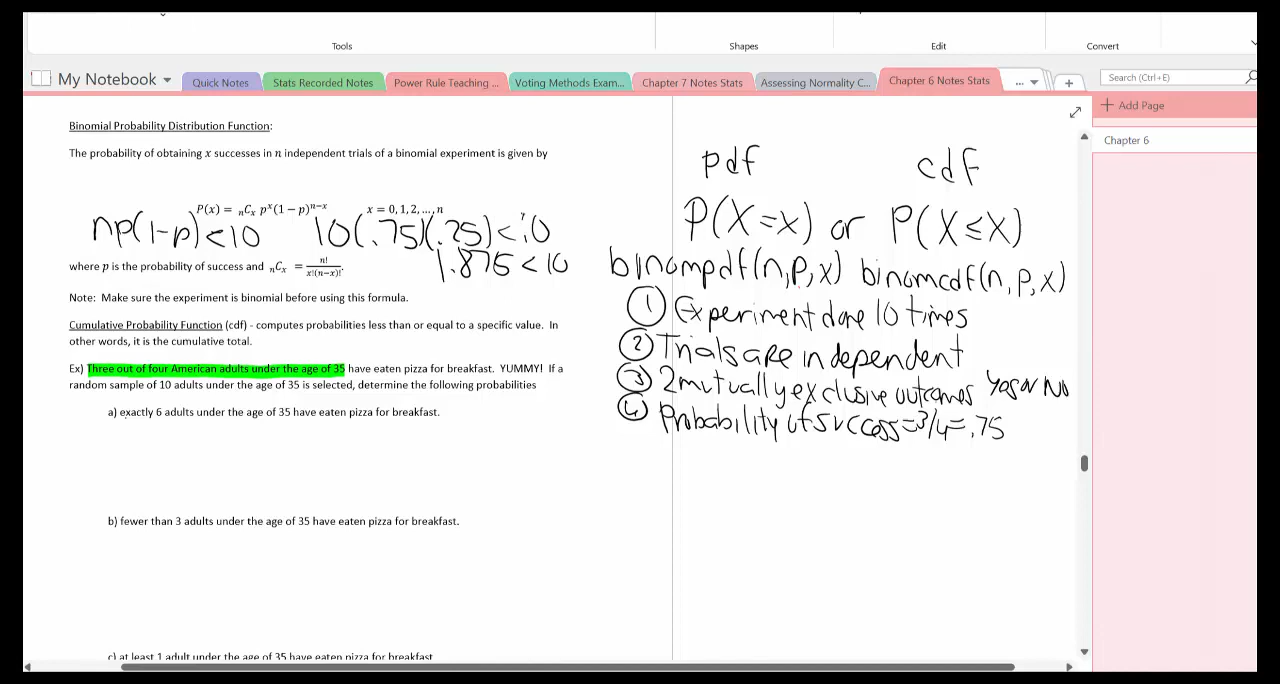 Tools
Shapes
Edit
Convert
My Notebook
Quick Notes
Stats Recorded Notes
Power Rule Teaching ...
Voting Methods Exam...
Chapter 7 Notes Stats
Assessing Normality C...
Chapter 6 Notes Stats
...
+
Search (Ctrl+E)
+ Add Page
Chapter 6
Binomial Probability Distribution Function:
The probability of obtaining x successes in n independent trials of a binomial experiment is given by
P(x) = nCx p^x(1 − p)^n−x x = 0, 1, 2, ..., n
np(1-p) < 10 10(.75)(.25) < 10
?
1.875 < 10
where p is the probability of success and nCx = n!/x!(n−x)!.
Note: Make sure the experiment is binomial before using this formula.
Cumulative Probability Function (cdf) - computes probabilities less than or equal to a specific value. In
other words, it is the cumulative total.
Ex) Three out of four American adults under the age of 35 have eaten pizza for breakfast. YUMMY! If a
random sample of 10 adults under the age of 35 is selected, determine the following probabilities
a) exactly 6 adults under the age of 35 have eaten pizza for breakfast.
b) fewer than 3 adults under the age of 35 have eaten pizza for breakfast.
c) at least 1 adult under the age of 35 have eaten pizza for breakfast
pdf cdf
P(X=x) or P(X≤x)
binompdf(n,p,x) binomcdf(n,p,x)
① Experiment done 10 times
② Trials are independent
③ 2 mutually exclusive outcomes Yes or No
④ Probability of success = 3/4 = .75